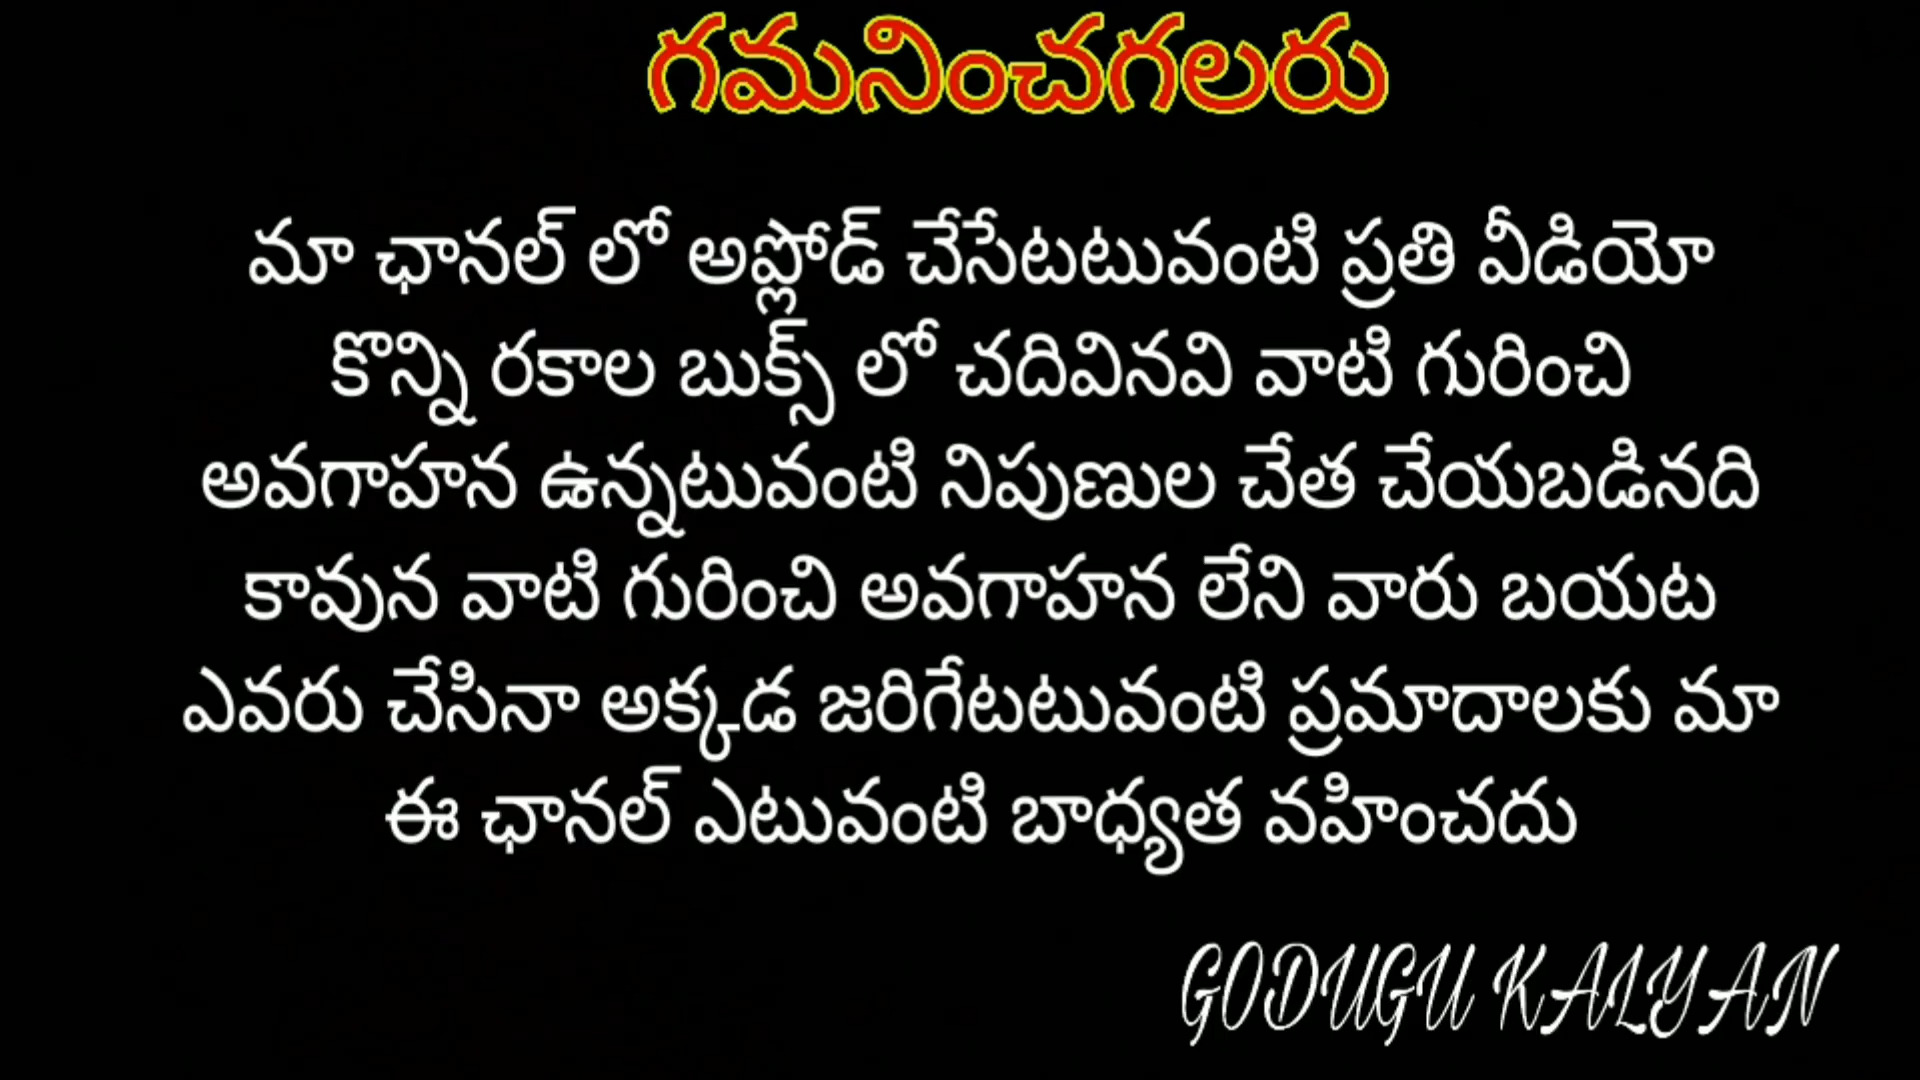 గమనించగలరు
మా ఛానల్ లో అప్లోడ్ చేసేటటువంటి ప్రతి వీడియో
కొన్ని రకాల బుక్స్ లో చదివినవి వాటి గురించి
అవగాహన ఉన్నటువంటి నిపుణుల చేత చేయబడినది
కావున వాటి గురించి అవగాహన లేని వారు బయట
ఎవరు చేసినా అక్కడ జరిగేటటువంటి ప్రమాదాలకు మా
ఈ ఛానల్ ఎటువంటి బాధ్యత వహించదు
GODUGU KALYAN